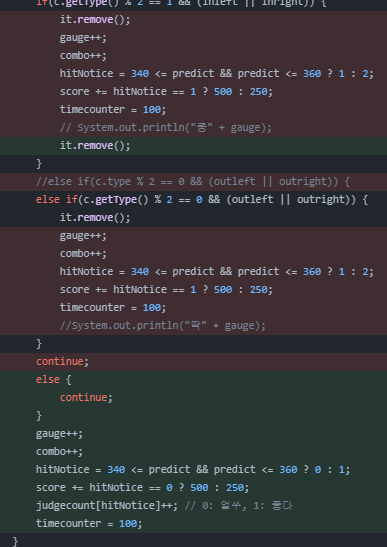 if(c.getType() % 2 == 1 && (inleft || inright)) {
it.remove();
gauge++;
combo++;
hitNotice = 340 <= predict && predict <= 360 ? 1 : 2;
score += hitNotice == 1 ? 500 : 250;
timecounter = 100;
// System.out.println("쿵" + gauge);
it.remove();
}
//else if(c.type % 2 == 0 && (outleft || outright)) {
else if(c.getType() % 2 == 0 && (outleft || outright)) {
it.remove();
gauge++;
combo++;
hitNotice = 340 <= predict && predict <= 360 ? 1 : 2;
score += hitNotice == 1 ? 500 : 250;
timecounter = 100;
//System.out.println("딱" + gauge);
}
continue;
else {
continue;
}
gauge++;
combo++;
hitNotice = 340 <= predict && predict <= 360 ? 0 : 1;
score += hitNotice == 0 ? 500 : 250;
judgecount[hitNotice]++; // 0: 얼쑤, 1: 좋다
timecounter = 100;
}